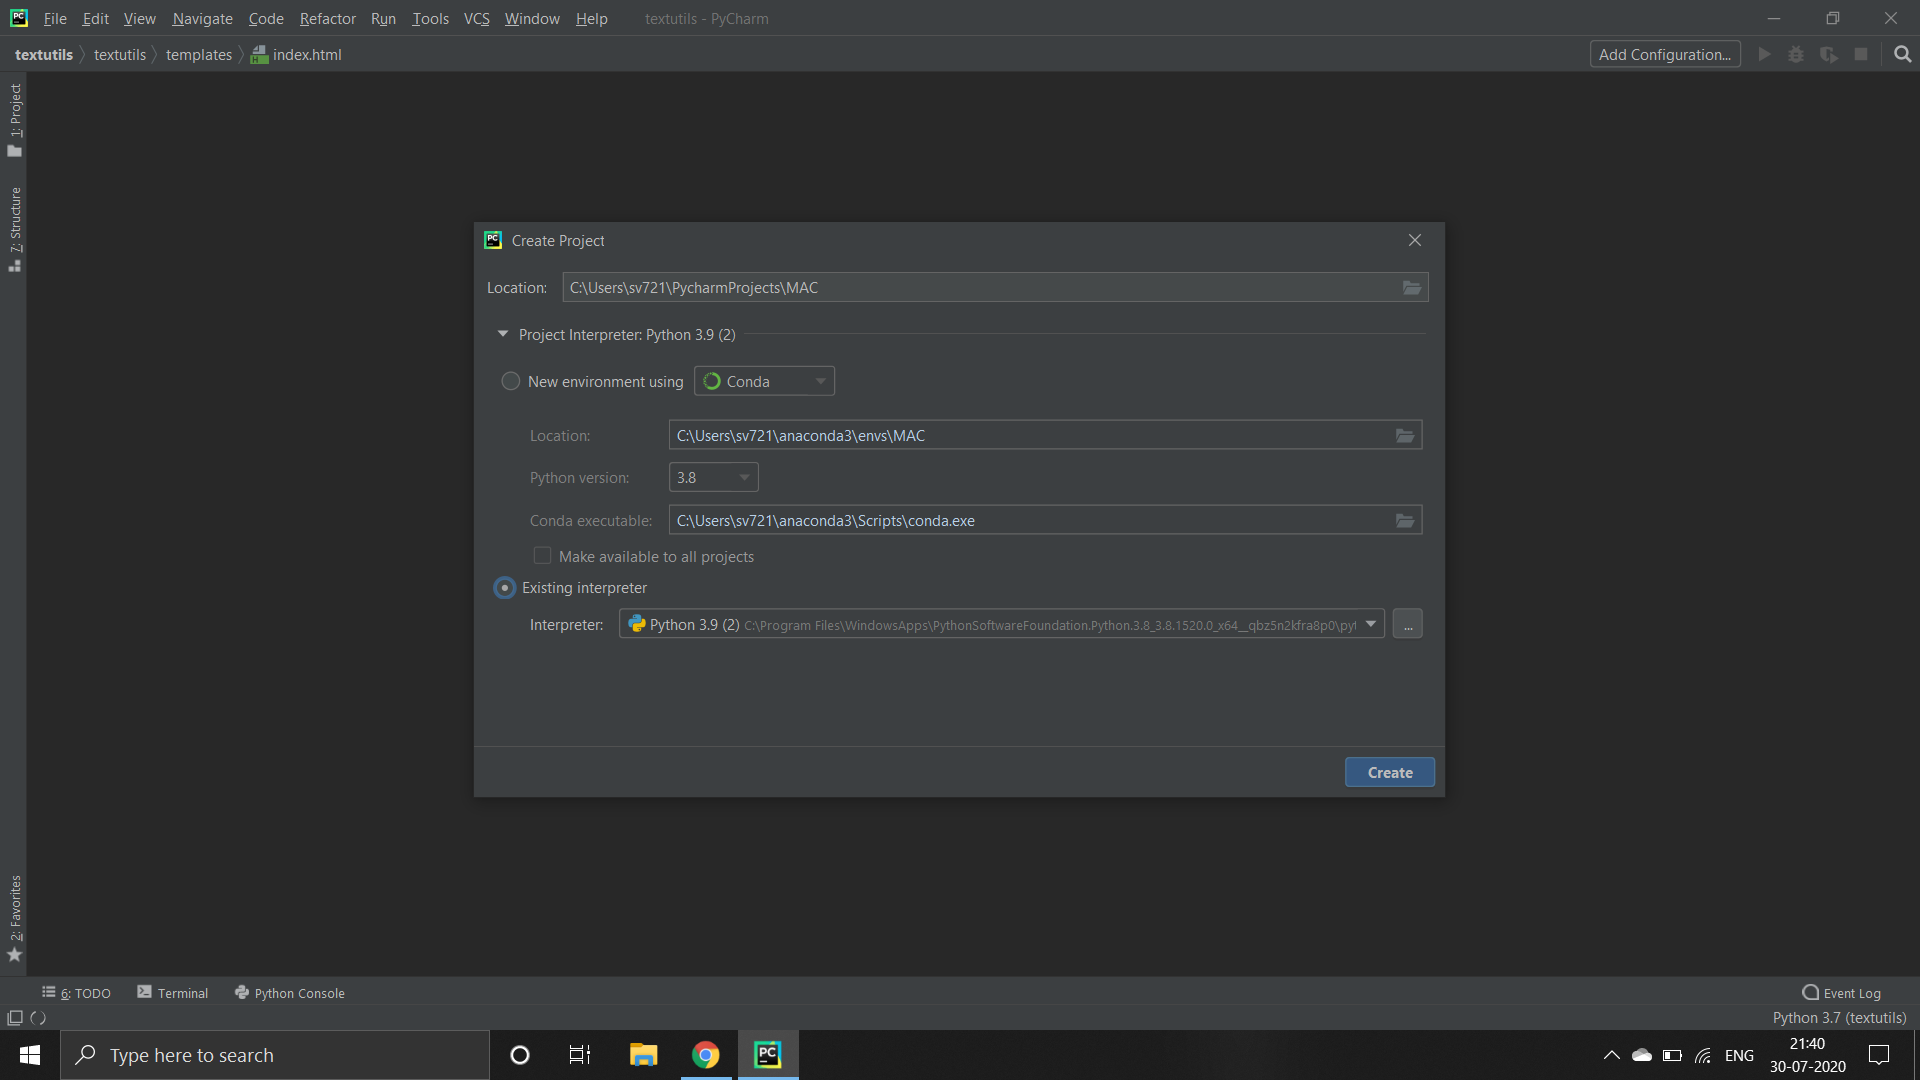 File Edit View Navigate Code Refactor Run Tools VCS Window Help textutils - PyCharm
textutils textutils templates index.html Add Configuration...
1: Project
7: Structure
2: Favorites
Create Project
Location: C:\Users\sv721\PycharmProjects\MAC
Project Interpreter: Python 3.9 (2)
New environment using Conda
Location: C:\Users\sv721\anaconda3\envs\MAC
Python version: 3.8
Conda executable: C:\Users\sv721\anaconda3\Scripts\conda.exe
Make available to all projects
Existing interpreter
Interpreter: Python 3.9 (2) C:\Program Files\WindowsApps\PythonSoftwareFoundation.Python.3.8_3.8.1520.0_x64__qbz5n2kfra8p0\pyt ...
Create
6: TODO Terminal Python Console Event Log
Python 3.7 (textutils)
Type here to search ENG 21:40
30-07-2020